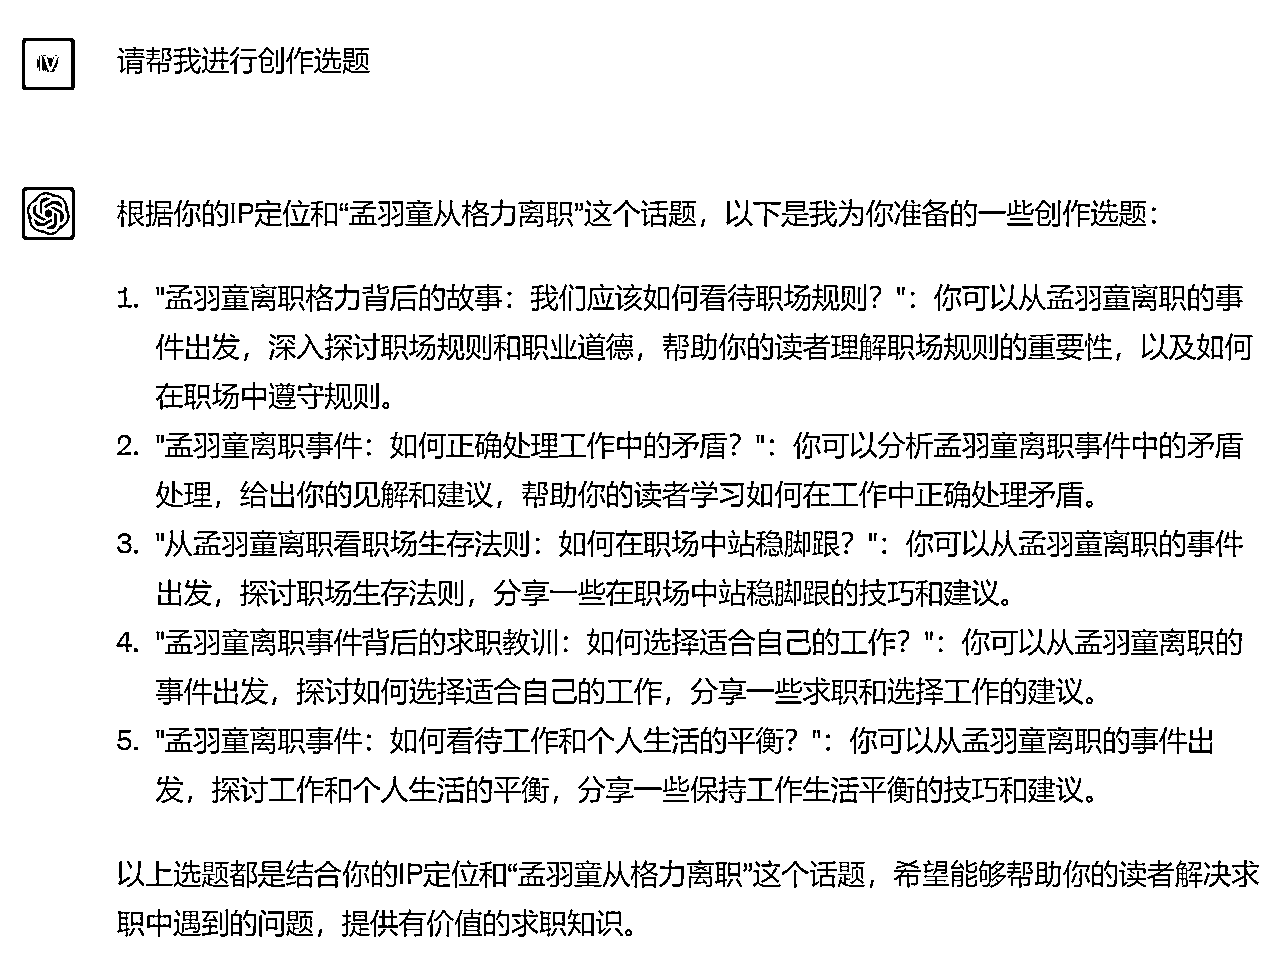 请帮我进行创作选题
根据你的IP定位和“孟羽童从格力离职”这个话题，以下是我为你准备的一些创作选题：
1. "孟羽童离职格力背后的故事：我们应该如何看待职场规则？"：你可以从孟羽童离职的事
件出发，深入探讨职场规则和职业道德，帮助你的读者理解职场规则的重要性，以及如何
在职场中遵守规则。
2. "孟羽童离职事件：如何正确处理工作中的矛盾？"：你可以分析孟羽童离职事件中的矛盾
处理，给出你的见解和建议，帮助你的读者学习如何在工作中正确处理矛盾。
3. "从孟羽童离职看职场生存法则：如何在职场中站稳脚跟？"：你可以从孟羽童离职的事件
出发，探讨职场生存法则，分享一些在职场中站稳脚跟的技巧和建议。
4. "孟羽童离职事件背后的求职教训：如何选择适合自己的工作？"：你可以从孟羽童离职的
事件出发，探讨如何选择适合自己的工作，分享一些求职和选择工作的建议。
5. "孟羽童离职事件：如何看待工作和个人生活的平衡？"：你可以从孟羽童离职的事件出
发，探讨工作和个人生活的平衡，分享一些保持工作生活平衡的技巧和建议。
以上选题都是结合你的IP定位和“孟羽童从格力离职”这个话题，希望能够帮助你的读者解决求
职中遇到的问题，提供有价值的求职知识。